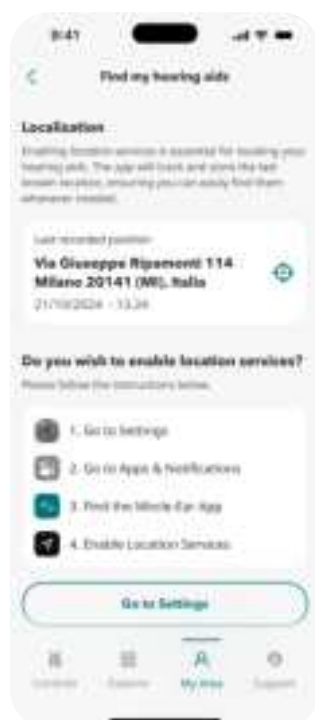 9:41
Find my hearing aids
Localisation
Enabling location services is essential for locating your
hearing aids. The app will track and store the last
known location, ensuring you can easily find them
whenever needed.
Last recorded position
Via Giuseppe Ripamonti 114
Milano 20141 (MI), Italia
21/10/2024 - 13.24
Do you wish to enable location services?
Please follow the instructions below.
1. Go to Settings
2. Go to Apps & Notifications
3. Find the Ear App
4. Enable Location Services
Go to Settings
My Area
Support